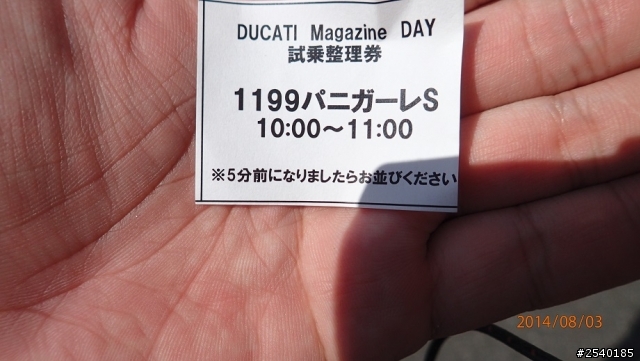 DUCATI Magazine DAY
試乗整理券
1199パニガーレS
10:00～11:00
※5分前になりましたらお並びください
2014/08/03
#2540185